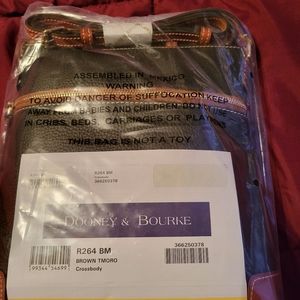 ASSEMBLED IN MEXICO
WARNING
TO AVOID DANGER OF SUFFOCATION KEEP
AWAY FROM BABIES AND CHILDREN. DO NOT USE
IN CRIBS, BEDS, CARRIAGES OR PLAYPENS
THIS BAG IS NOT A TOY
R264 BM
Crossbody
366250378
DOONEY & BOURKE
R264 BM
366250378
BROWN TMORO
Crossbody